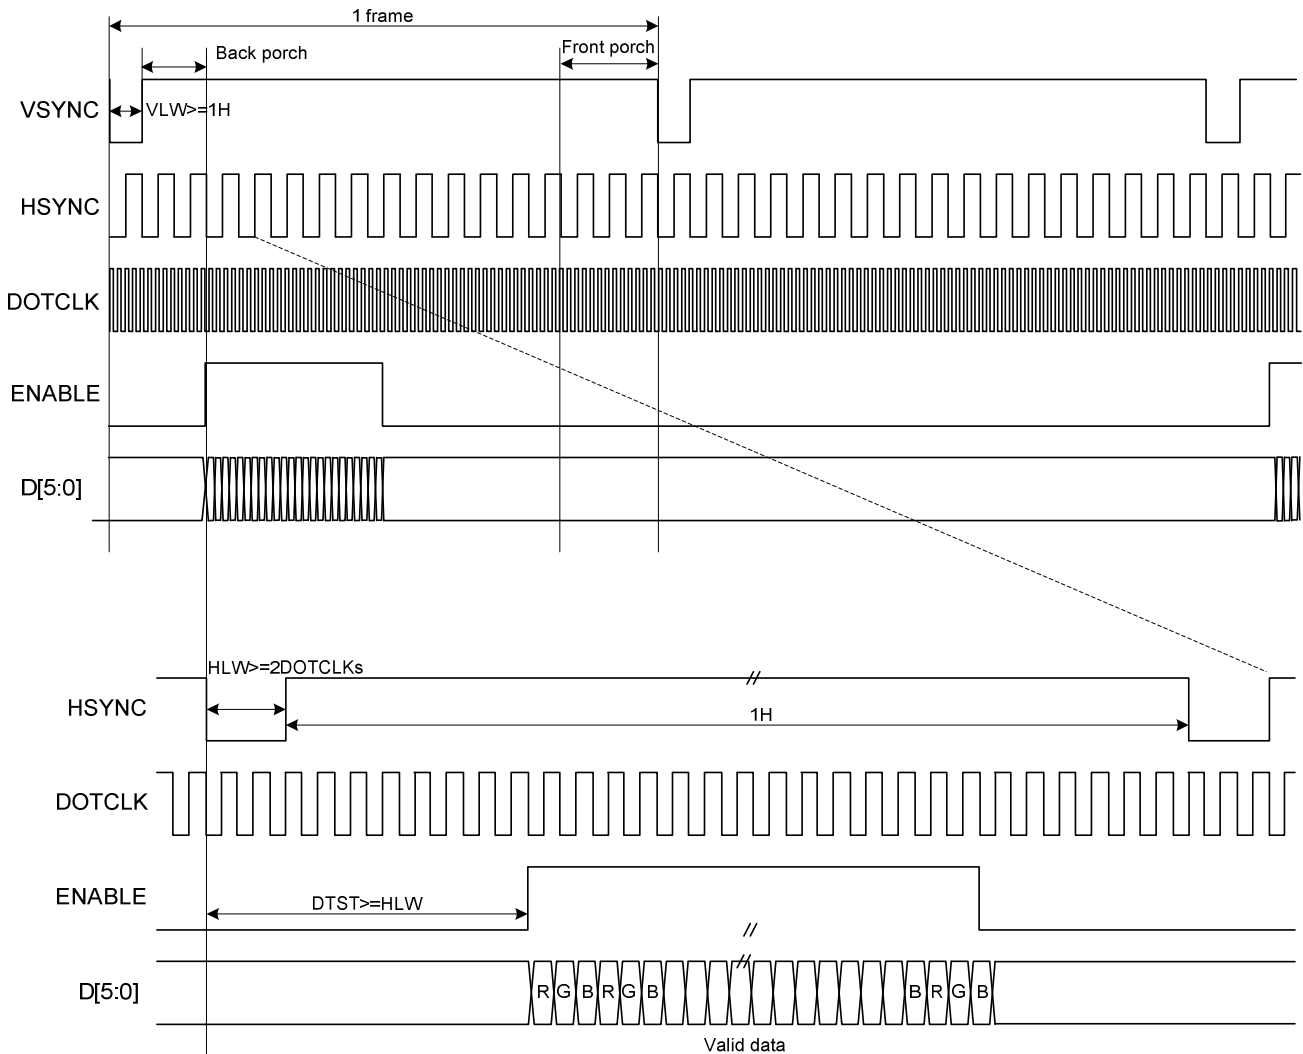 1 frame
Back porch
Front porch
VSYNC
VLW>=1H
HSYNC
DOTCLK
ENABLE
D[5:0]
HLW>=2DOTCLKs
HSYNC
//
1H
DOTCLK
ENABLE
DTST>=HLW
//
D[5:0]
//
R G B R G B B R G B
Valid data